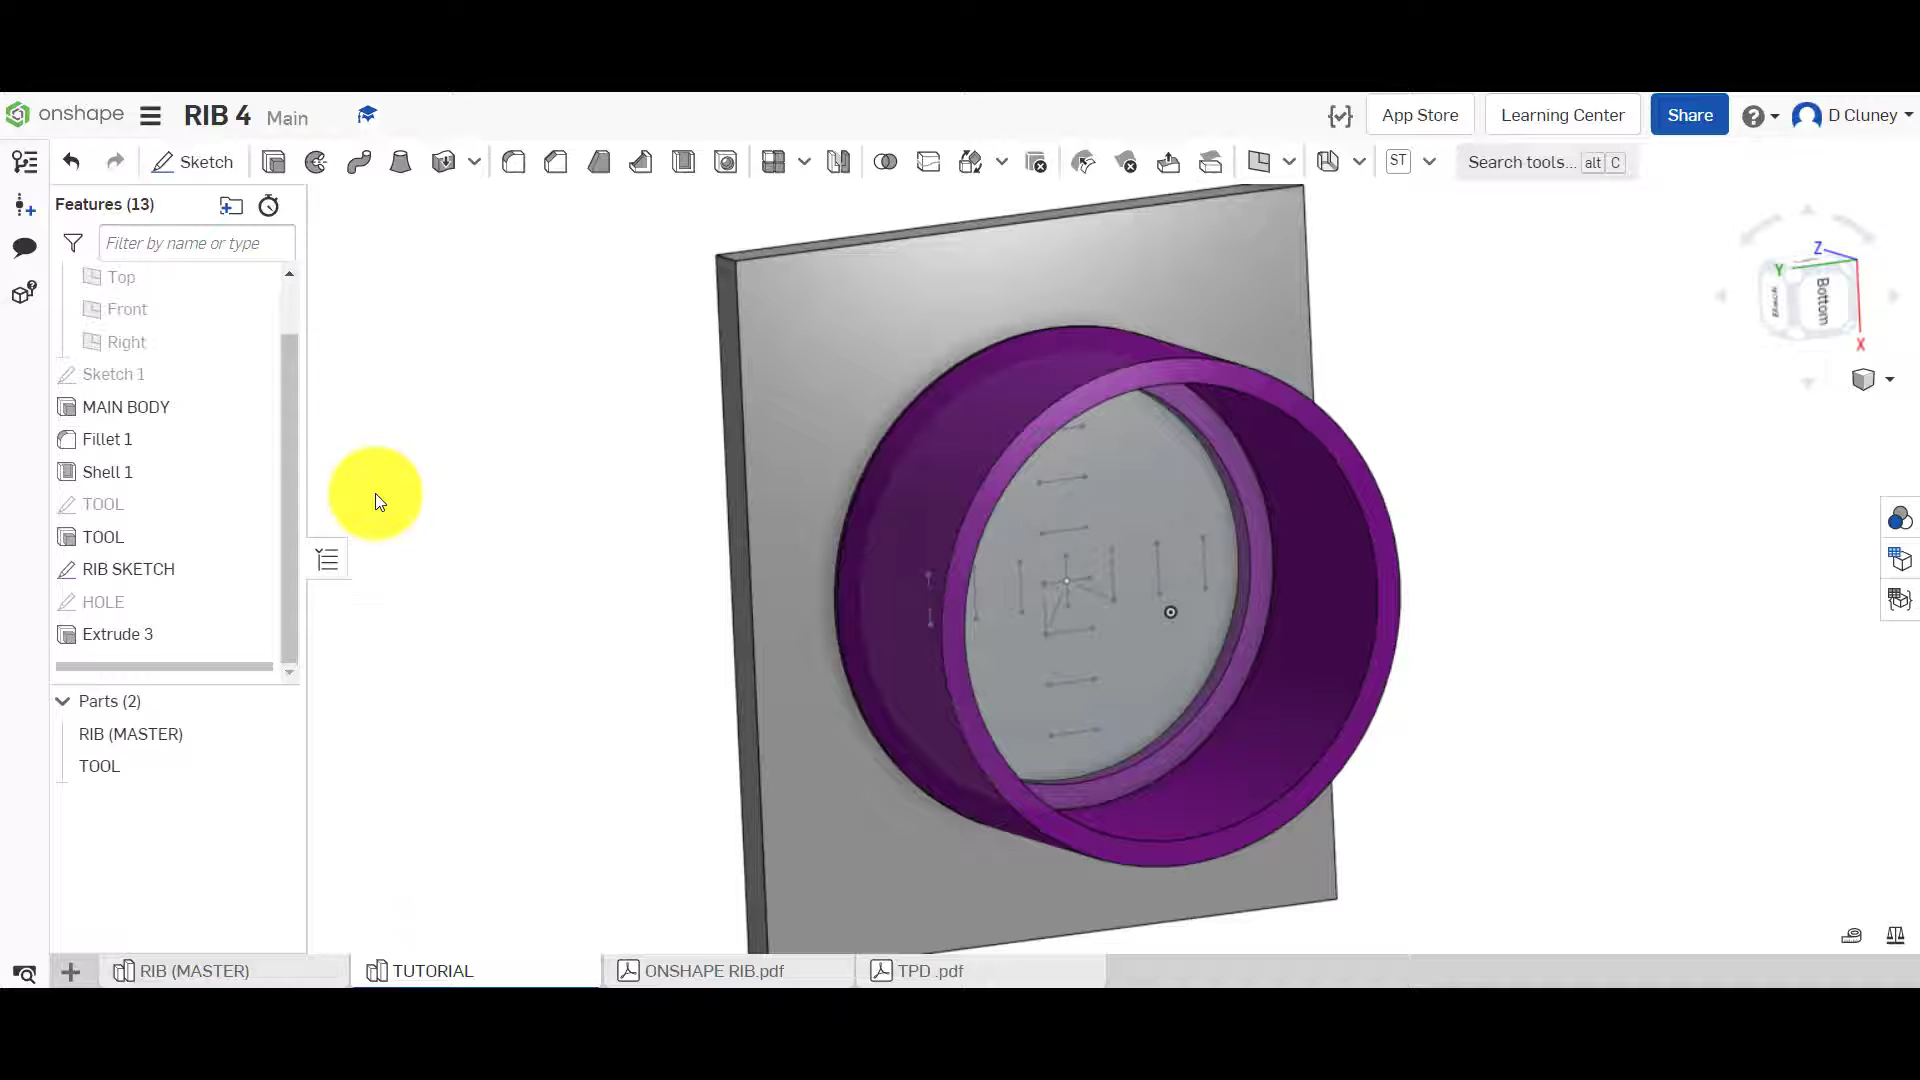 onshape RIB 4 Main App Store Learning Center Share D Cluney
Sketch ST Search tools... alt C
Features (13)
Filter by name or type
Top
Front
Right
Sketch 1
MAIN BODY
Fillet 1
Shell 1
TOOL
TOOL
RIB SKETCH
HOLE
Extrude 3
Parts (2)
RIB (MASTER)
TOOL
Z
Y
Bottom
X
RIB (MASTER) TUTORIAL ONSHAPE RIB.pdf TPD .pdf